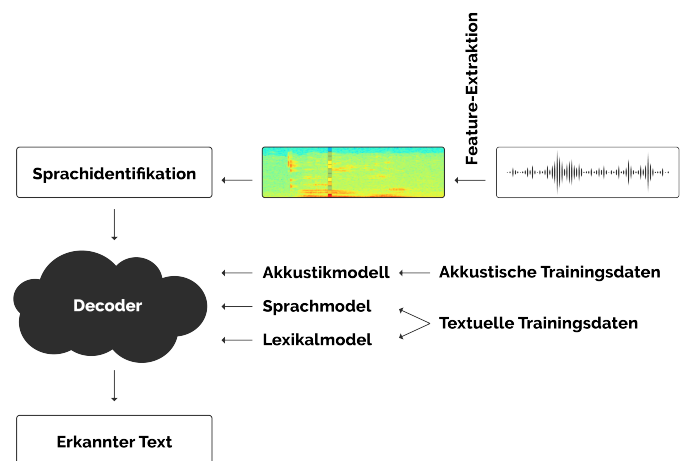 Feature-Extraktion
Sprachidentifikation
Decoder
Akkustikmodell
Akkustische Trainingsdaten
Sprachmodel
Textuelle Trainingsdaten
Lexikalmodel
Erkannter Text